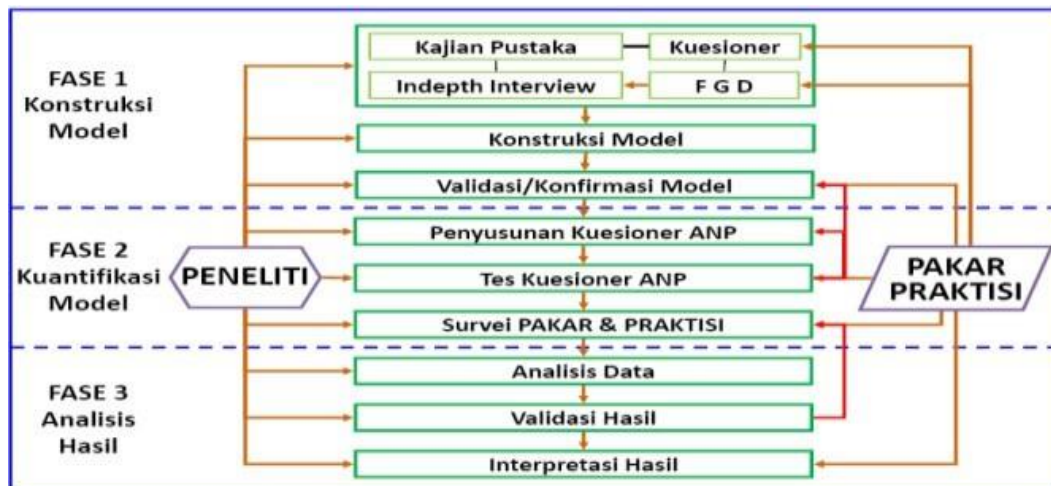 FASE 1
Konstruksi
Model
Kajian Pustaka
Kuesioner
Indepth Interview
F G D
Konstruksi Model
Validasi/Konfirmasi Model
FASE 2
Kuantifikasi
Model
PENELITI
Penyusunan Kuesioner ANP
Tes Kuesioner ANP
Survei PAKAR & PRAKTISI
PAKAR
PRAKTISI
FASE 3
Analisis
Hasil
Analisis Data
Validasi Hasil
Interpretasi Hasil